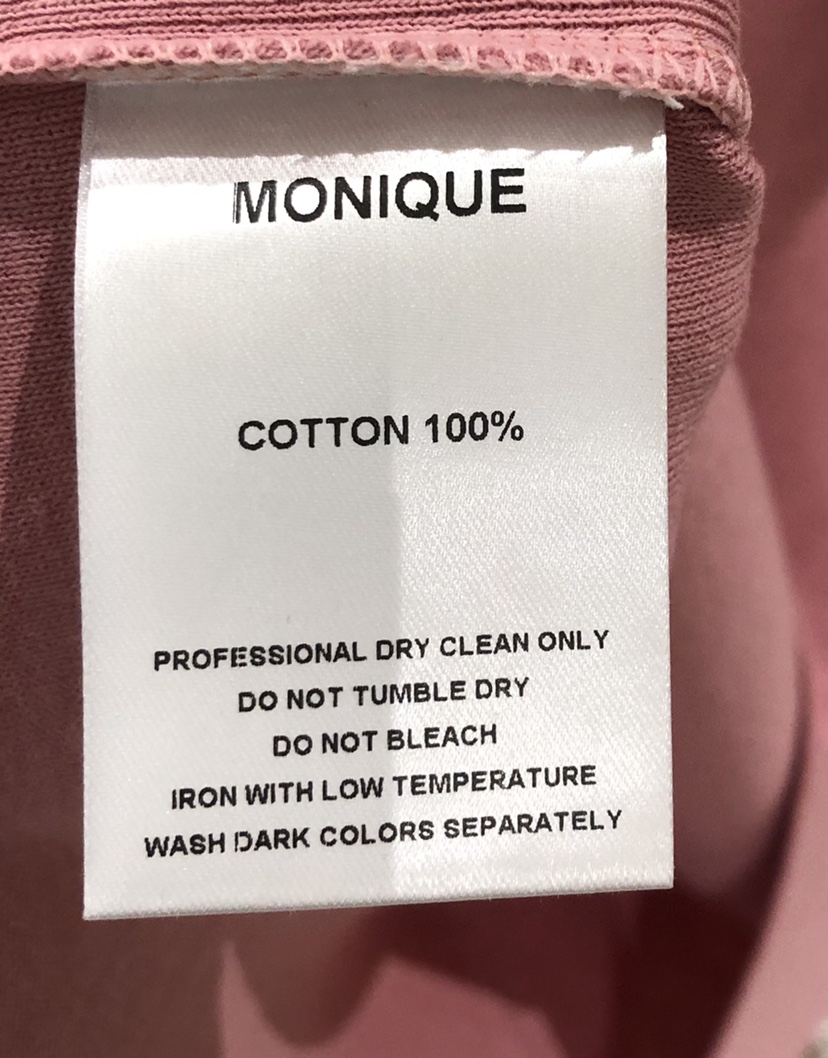 MONIQUE
COTTON 100%
PROFESSIONAL DRY CLEAN ONLY
DO NOT TUMBLE DRY
DO NOT BLEACH
IRON WITH LOW TEMPERATURE
WASH DARK COLORS SEPARATELY